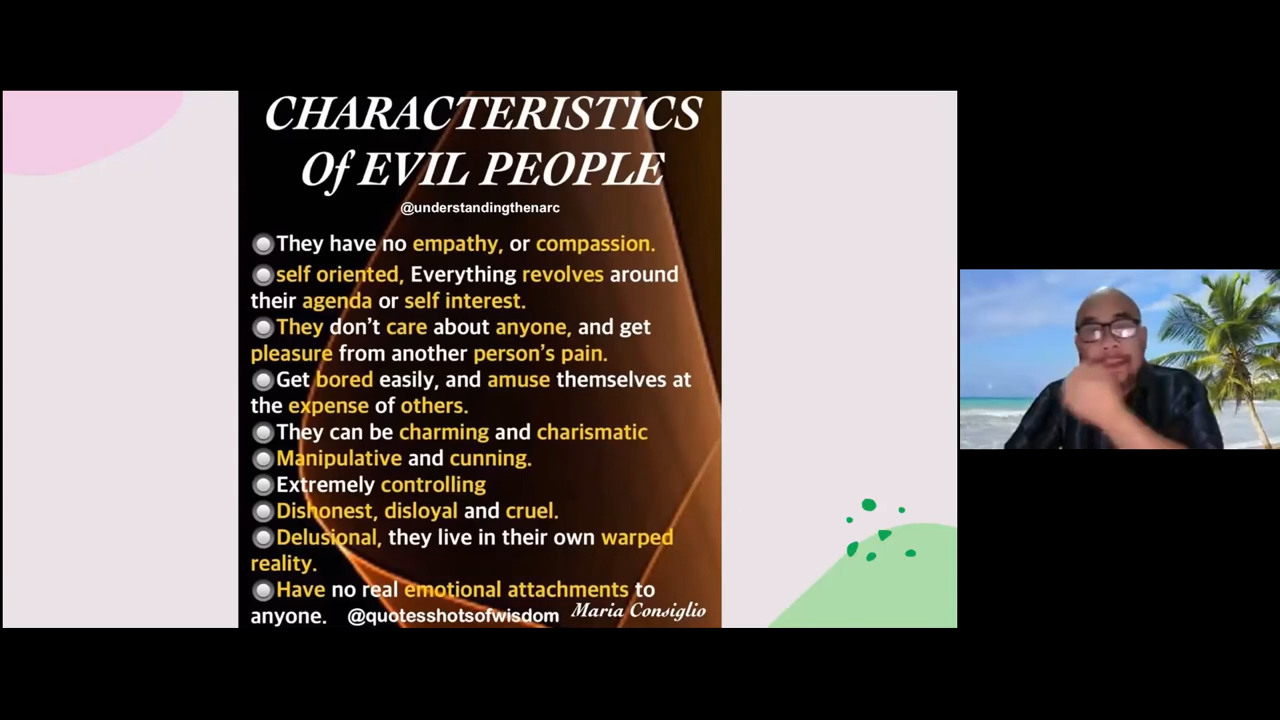 CHARACTERISTICS
Of EVIL PEOPLE
@understandingthenarc
They have no empathy, or compassion.
self oriented, Everything revolves around
their agenda or self interest.
They don't care about anyone, and get
pleasure from another person's pain.
Get bored easily, and amuse themselves at
the expense of others.
They can be charming and charismatic
Manipulative and cunning.
Extremely controlling
Dishonest, disloyal and cruel.
Delusional, they live in their own warped
reality.
Have no real emotional attachments to
anyone. @quotesshotsofwisdom Maria Consiglio